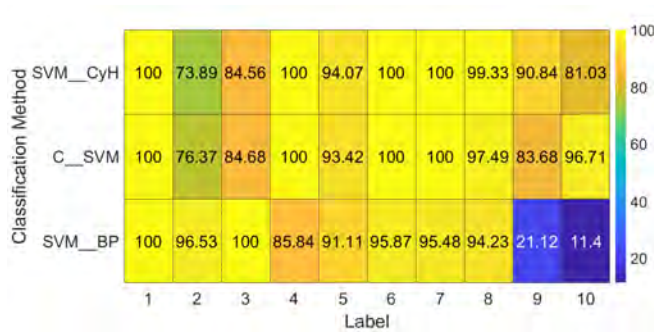 SVM__CyH 100 73.89 84.56 100 94.07 100 100 99.33 90.84 81.03
C__SVM 100 76.37 84.68 100 93.42 100 100 97.49 83.68 96.71
SVM__BP 100 96.53 100 85.84 91.11 95.87 95.48 94.23 21.12 11.4
1 2 3 4 5 6 7 8 9 10
Label
Classification Method
100
80
60
40
20